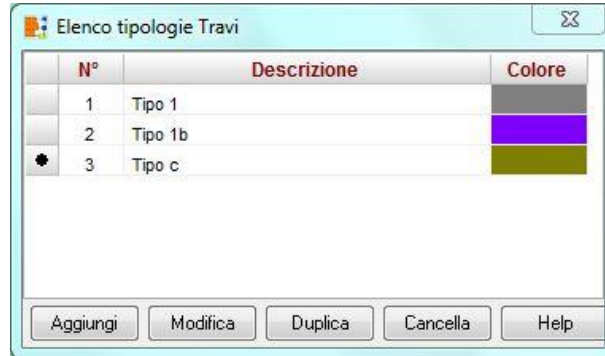 Elenco tipologie Travi
N° Descrizione Colore
1 Tipo 1
2 Tipo 1b
3 Tipo c
Aggiungi Modifica Duplica Cancella Help